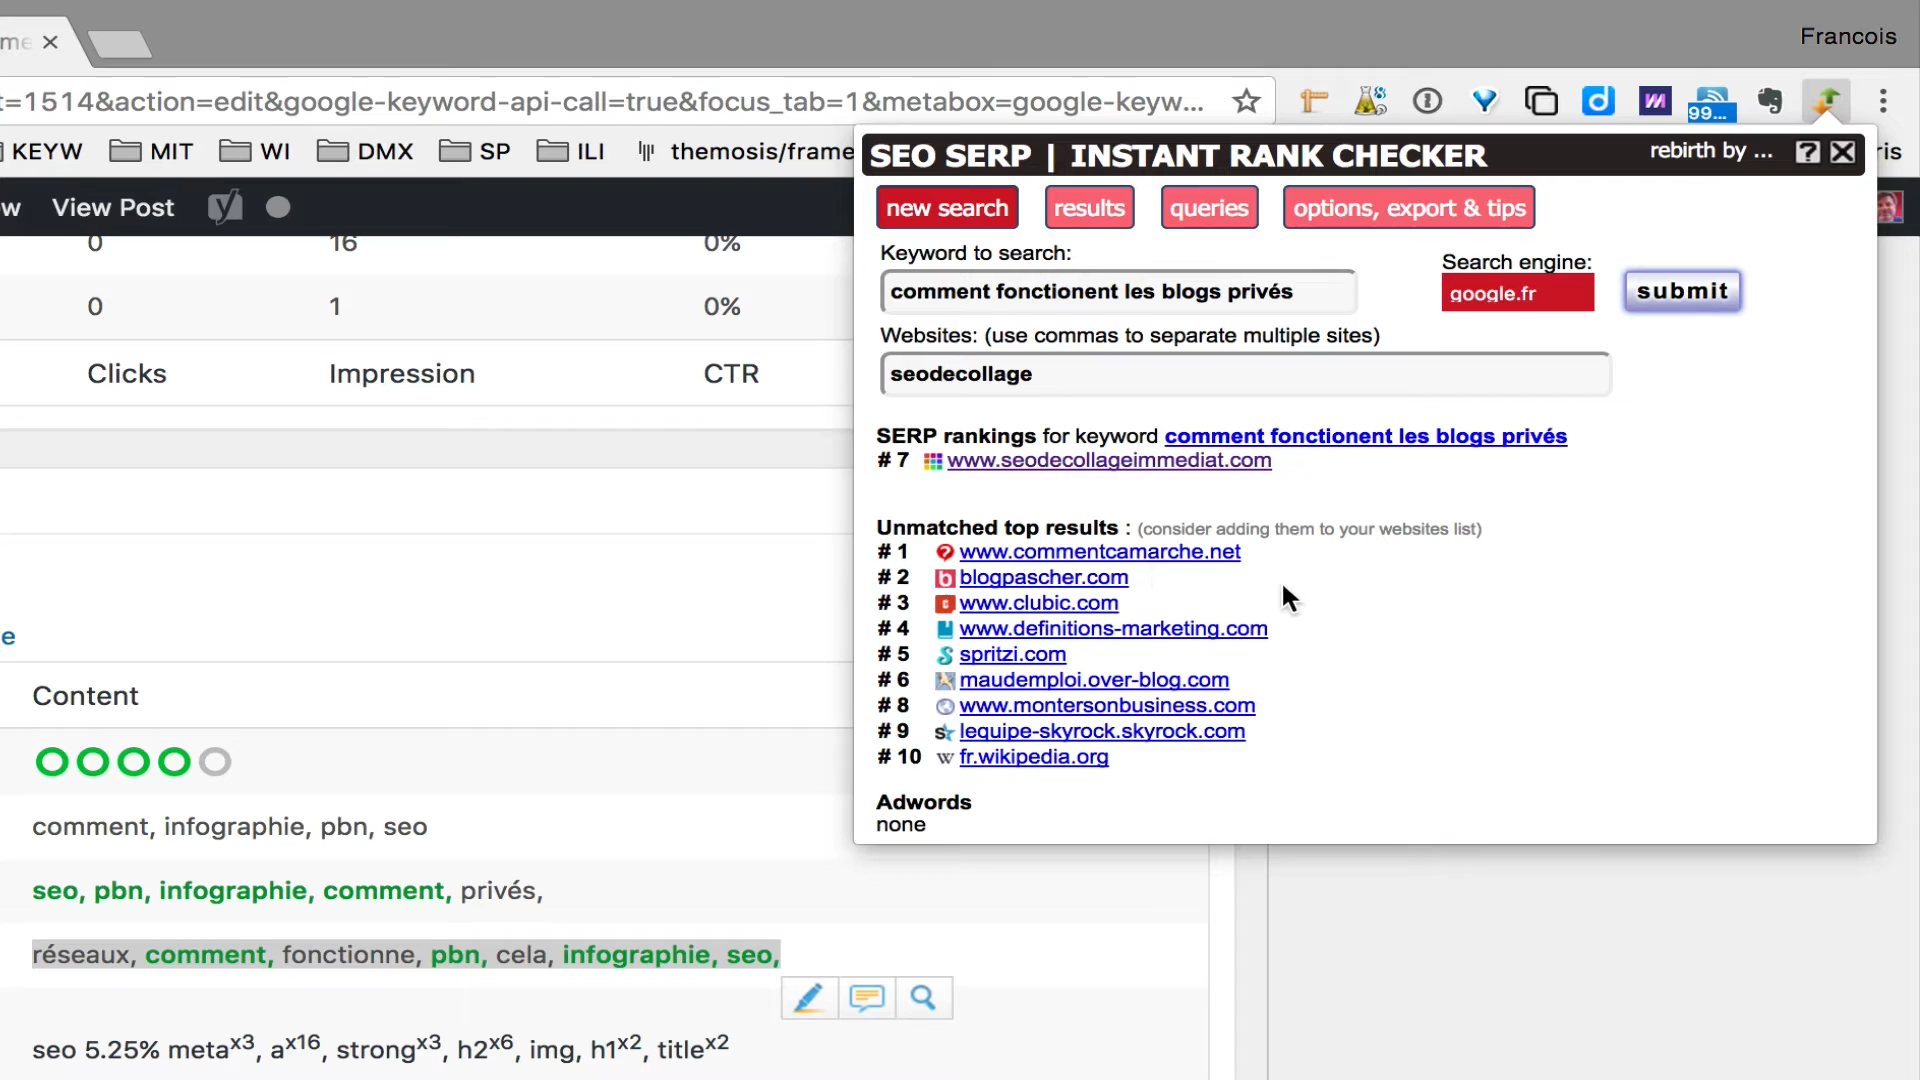 me
Francois
t=1514&action=edit&google-keyword-api-call=true&focus_tab=1&metabox=google-keyw...
99...
KEYW MIT WI DMX SP ILI themosis/frame
ris
w View Post
SEO SERP | INSTANT RANK CHECKER rebirth by ... ?
new search results queries options, export & tips
0 16 0%
0 1 0%
Clicks Impression CTR
Keyword to search:
comment fonctionent les blogs privés
Search engine:
google.fr
submit
Websites: (use commas to separate multiple sites)
seodecollage
SERP rankings for keyword comment fonctionent les blogs privés
# 7 www.seodecollageimmediat.com
Unmatched top results : (consider adding them to your websites list)
# 1 www.commentcamarche.net
# 2 blogpascher.com
# 3 www.clubic.com
# 4 www.definitions-marketing.com
# 5 spritzi.com
# 6 maudemploi.over-blog.com
# 8 www.montersonbusiness.com
# 9 lequipe-skyrock.skyrock.com
# 10 fr.wikipedia.org
Adwords
none
e
Content
comment, infographie, pbn, seo
seo, pbn, infographie, comment, privés,
réseaux, comment, fonctionne, pbn, cela, infographie, seo,
seo 5.25% meta x3, a x16, strong x3, h2 x6, img, h1 x2, title x2